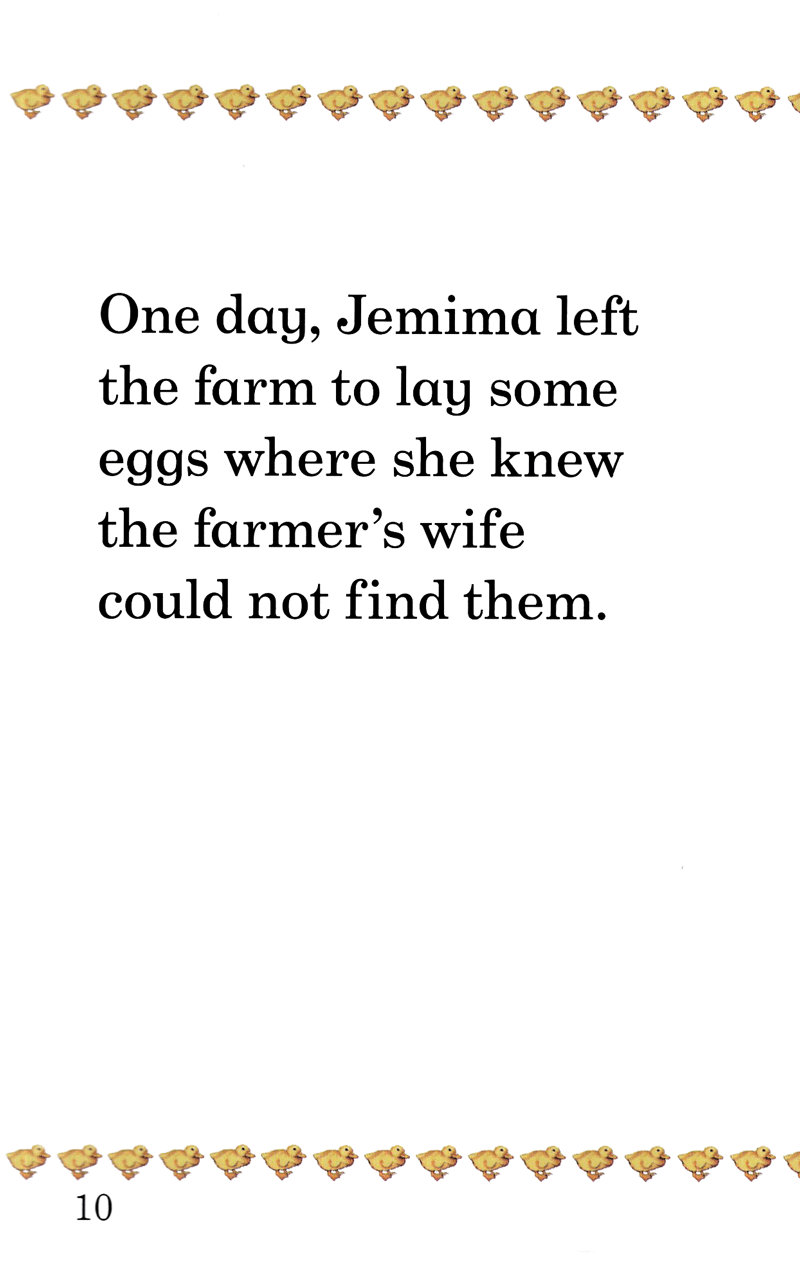 One day, Jemima left
the farm to lay some
eggs where she knew
the farmer’s wife
could not find them.
10